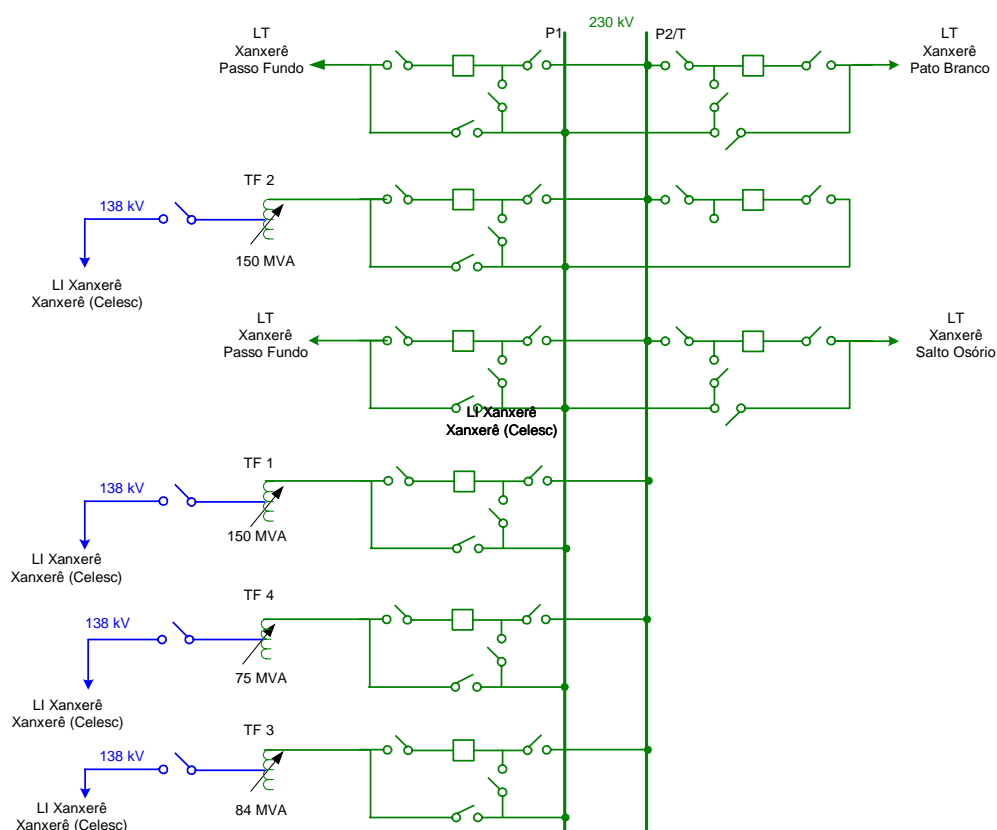 230 kV
P1
P2/T
LT
Xanxerê
Passo Fundo
LT
Xanxerê
Pato Branco
TF 2
138 kV
150 MVA
LI Xanxerê
Xanxerê (Celesc)
LT
Xanxerê
Passo Fundo
LT
Xanxerê
Salto Osório
LI Xanxerê
Xanxerê (Celesc)
TF 1
138 kV
150 MVA
LI Xanxerê
Xanxerê (Celesc)
TF 4
138 kV
75 MVA
LI Xanxerê
Xanxerê (Celesc)
TF 3
138 kV
84 MVA
LI Xanxerê
Xanxerê (Celesc)